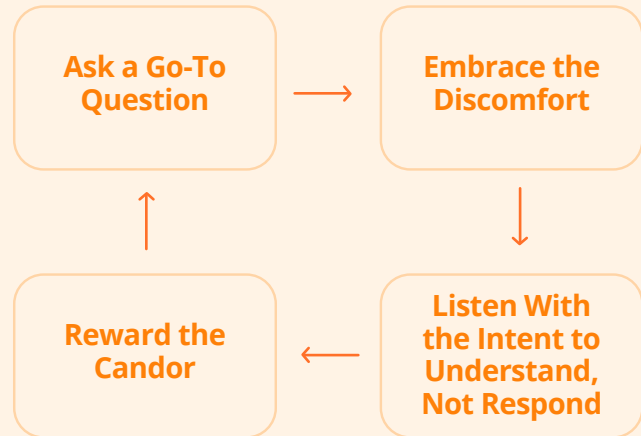 Ask a Go-To
Question
Embrace the
Discomfort
Listen With
the Intent to
Understand,
Not Respond
Reward the
Candor